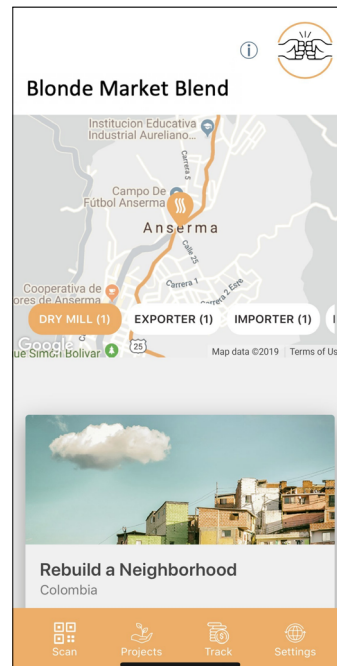 Blonde Market Blend
Institucion Educativa
Industrial Aureliano...
Carrera 5
Campo De
Fútbol Anserma
Anserma
Calle 25
Carrera 1
Carrera 2 Este
Cooperativa de
ores de Anserma
DRY MILL (1)
EXPORTER (1)
IMPORTER (1)
Google
ue Simón Bolívar
25
Map data ©2019
Terms of Us
Rebuild a Neighborhood
Colombia
Scan
Projects
Track
Settings